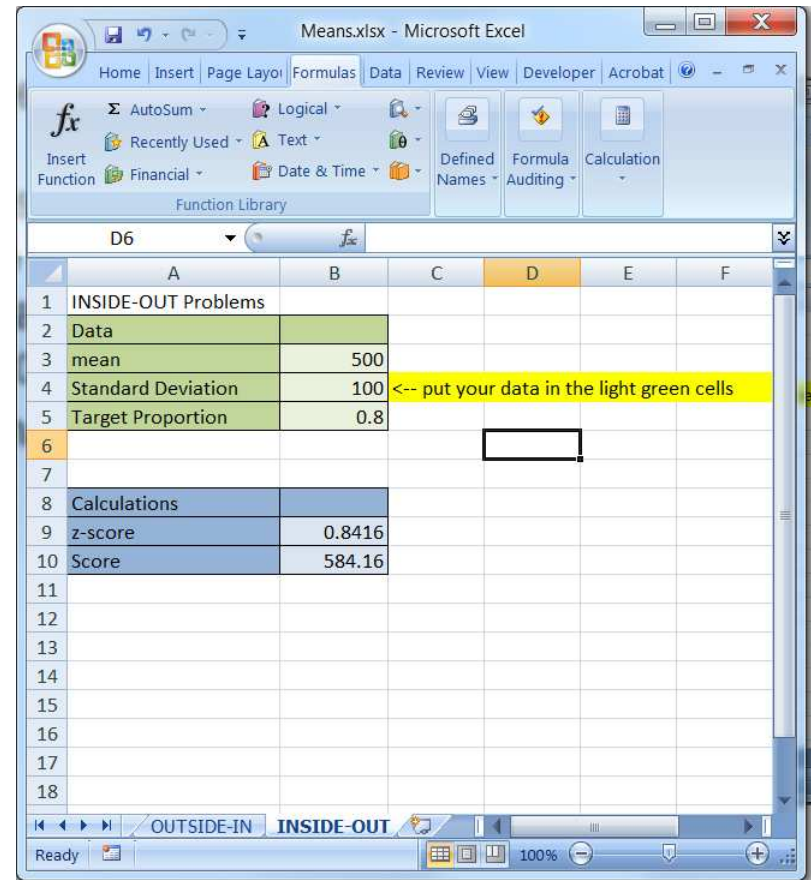 Means.xlsx - Microsoft Excel
Home Insert Page Layou Formulas Data Review View Developer Acrobat
fx Σ AutoSum Logical
Recently Used A Text θ
Insert Function Financial Date & Time Defined Names Formula Auditing Calculation
Function Library
D6 fx
A B C D E F
1 INSIDE-OUT Problems
2 Data
3 mean 500
4 Standard Deviation 100 <-- put your data in the light green cells
5 Target Proportion 0.8
6
7
8 Calculations
9 z-score 0.8416
10 Score 584.16
11
12
13
14
15
16
17
18
OUTSIDE-IN INSIDE-OUT
Ready 100%